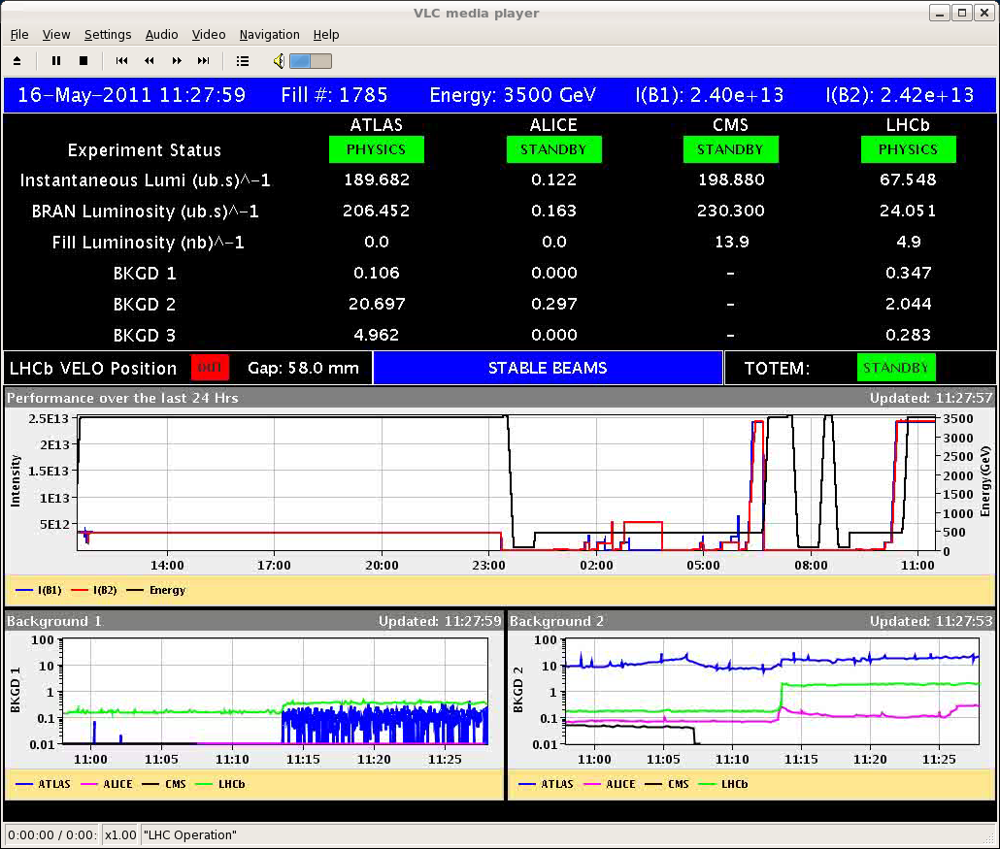 VLC media player
File View Settings Audio Video Navigation Help
16-May-2011 11:27:59 Fill #: 1785 Energy: 3500 GeV I(B1): 2.40e+13 I(B2): 2.42e+13
ATLAS ALICE CMS LHCb
Experiment Status PHYSICS STANDBY STANDBY PHYSICS
Instantaneous Lumi (ub.s)^-1 189.682 0.122 198.880 67.548
BRAN Luminosity (ub.s)^-1 206.452 0.163 230.300 24.051
Fill Luminosity (nb)^-1 0.0 0.0 13.9 4.9
BKGD 1 0.106 0.000 – 0.347
BKGD 2 20.697 0.297 – 2.044
BKGD 3 4.962 0.000 – 0.283
LHCb VELO Position Gap: 58.0 mm STABLE BEAMS TOTEM: STANDBY
Performance over the last 24 Hrs Updated: 11:27:57
2.5E13 3500
3000
2E13 2500
1.5E13 2000
1E13 1500
1000
5E12 500
0
Intensity
Energy(GeV)
14:00 17:00 20:00 23:00 02:00 05:00 08:00 11:00
I(B1) I(B2) Energy
Background 1 Updated: 11:27:59
100
10
1
0.1
0.01
BKGD 1
11:00 11:05 11:10 11:15 11:20 11:25
ATLAS ALICE CMS LHCb
Background 2 Updated: 11:27:53
100
10
1
0.1
0.01
BKGD 2
11:00 11:05 11:10 11:15 11:20 11:25
ATLAS ALICE CMS LHCb
0:00:00 / 0:00: x1.00 "LHC Operation"